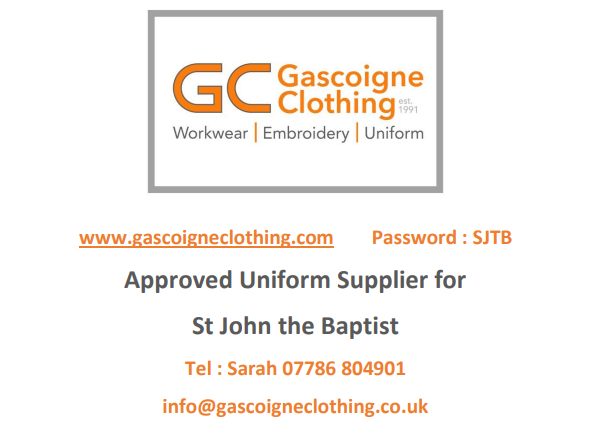 GC Gascoigne
Clothing est. 1991
Workwear | Embroidery | Uniform
www.gascoigneclothing.com Password : SJTB
Approved Uniform Supplier for
St John the Baptist
Tel : Sarah 07786 804901
info@gascoigneclothing.co.uk